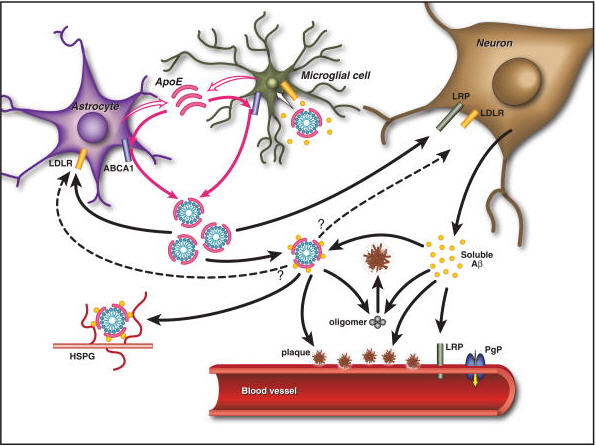 Neuron
ApoE
Microglial cell
Astrocyte
LRP
LDLR
LDLR
ABCA1
?
?
Soluble
Aβ
oligomer
HSPG
plaque
LRP
PgP
Blood vessel